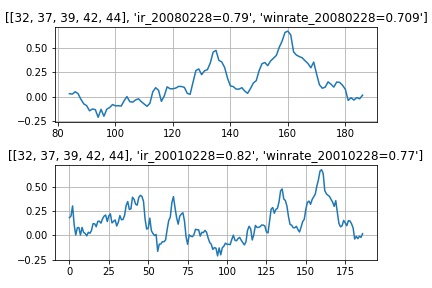 [[32, 37, 39, 42, 44], 'ir_20080228=0.79', 'winrate_20080228=0.709']
0.50
0.25
0.00
−0.25
80 100 120 140 160 180
[[32, 37, 39, 42, 44], 'ir_20010228=0.82', 'winrate_20010228=0.77']
0.50
0.25
0.00
−0.25
0 25 50 75 100 125 150 175